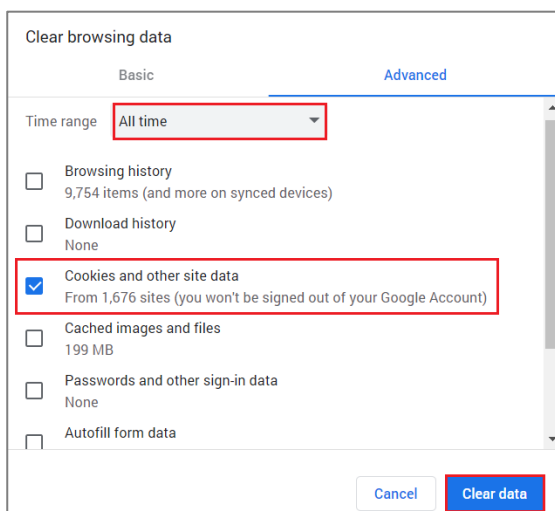 Clear browsing data
Basic
Advanced
Time range
All time
Browsing history
9,754 items (and more on synced devices)
Download history
None
Cookies and other site data
From 1,676 sites (you won't be signed out of your Google Account)
Cached images and files
199 MB
Passwords and other sign-in data
None
Autofill form data
Cancel
Clear data